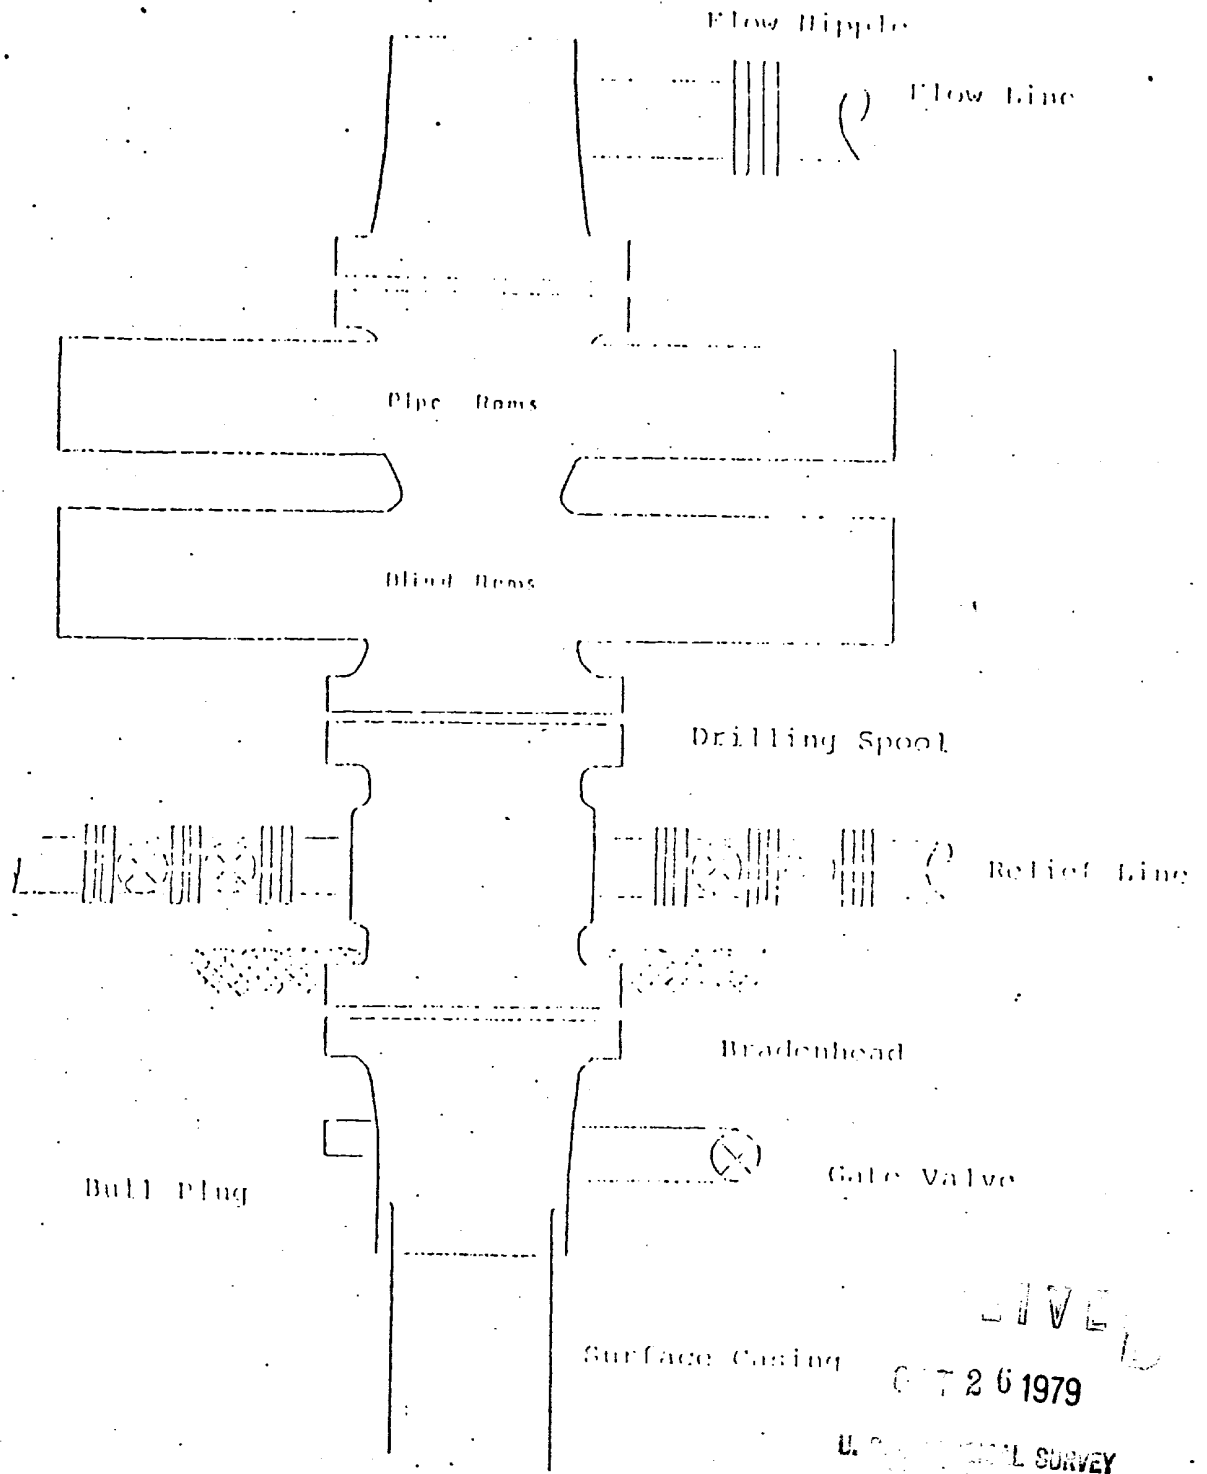 Flow Nipple
Flow Line
Pipe Rams
Blind Rams
Drilling Spool
Relief Line
Bradenhead
Gate Valve
Bull Plug
Surface Casing
26 1979
U. SURVEY